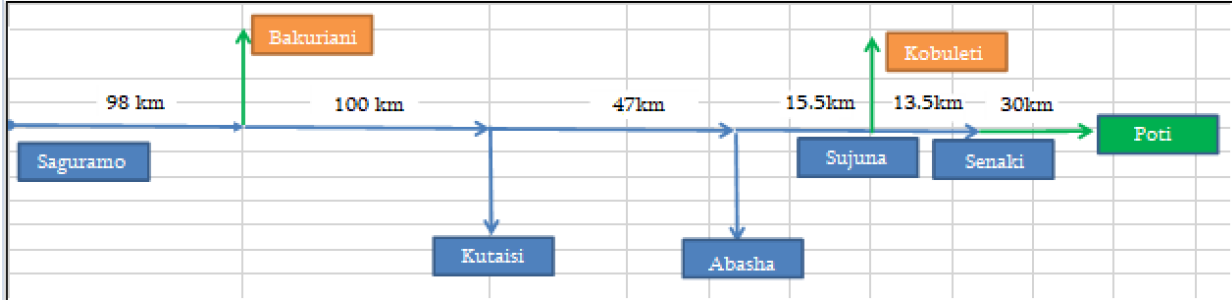 Bakuriani
Kobuleti
98 km
100 km
47km
15.5km
13.5km
30km
Saguramo
Sujuna
Senaki
Poti
Kutaisi
Abasha